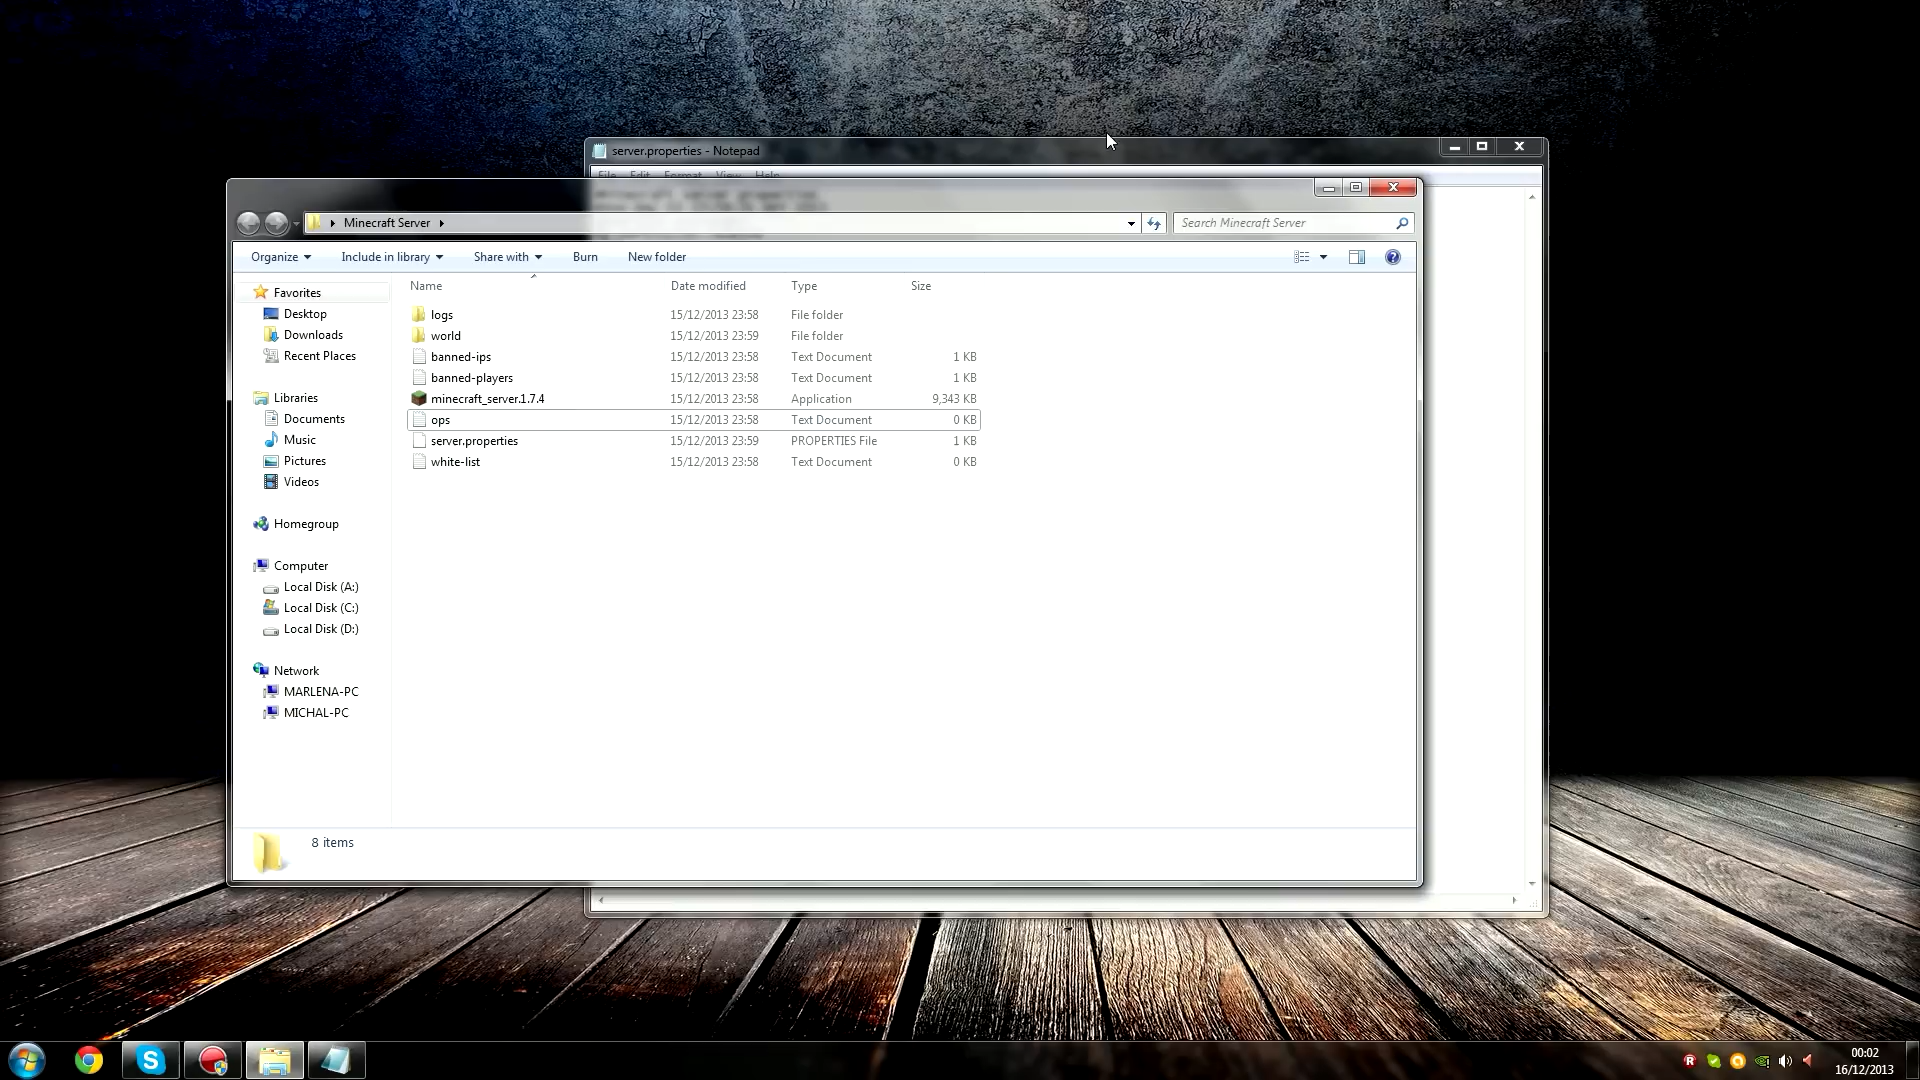 server.properties - Notepad
File Edit Format View Help
Minecraft Server
Search Minecraft Server
Organize Include in library Share with Burn New folder
Name Date modified Type Size
Favorites
Desktop
Downloads
Recent Places
Libraries
Documents
Music
Pictures
Videos
Homegroup
Computer
Local Disk (A:)
Local Disk (C:)
Local Disk (D:)
Network
MARLENA-PC
MICHAL-PC
logs 15/12/2013 23:58 File folder
world 15/12/2013 23:59 File folder
banned-ips 15/12/2013 23:58 Text Document 1 KB
banned-players 15/12/2013 23:58 Text Document 1 KB
minecraft_server.1.7.4 15/12/2013 23:58 Application 9,343 KB
ops 15/12/2013 23:58 Text Document 0 KB
server.properties 15/12/2013 23:59 PROPERTIES File 1 KB
white-list 15/12/2013 23:58 Text Document 0 KB
8 items
00:02
16/12/2013